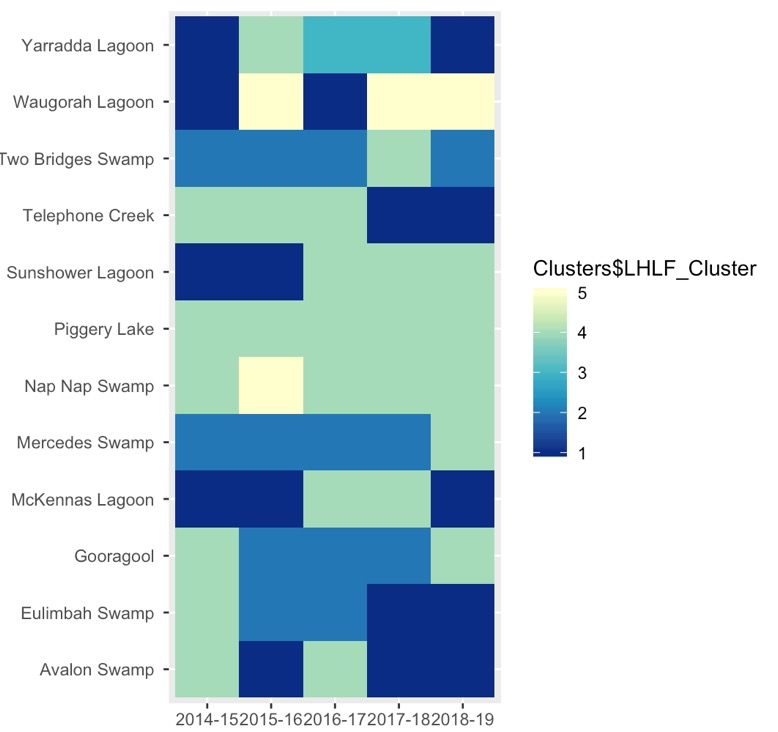 Yarradda Lagoon
Waugorah Lagoon
Two Bridges Swamp
Telephone Creek
Sunshower Lagoon
Piggery Lake
Nap Nap Swamp
Mercedes Swamp
McKennas Lagoon
Gooragool
Eulimbah Swamp
Avalon Swamp
2014-15 2015-16 2016-17 2017-18 2018-19
Clusters$LHLF_Cluster
5
4
3
2
1